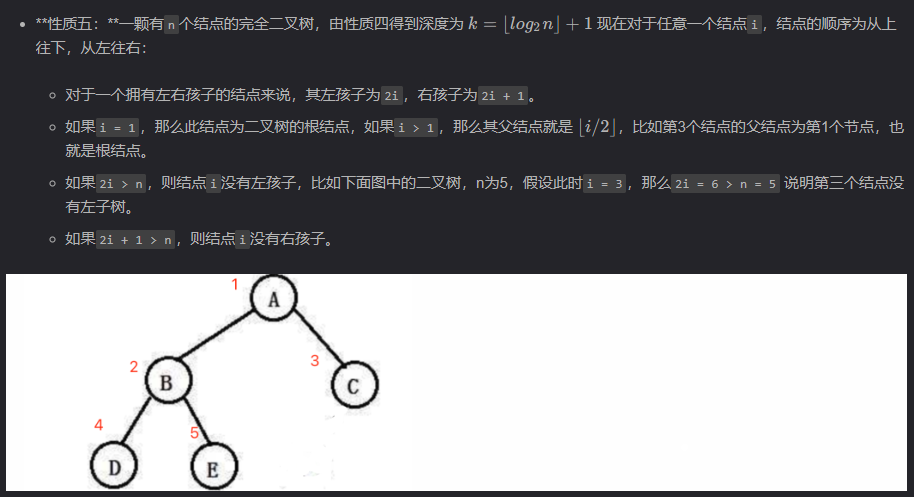 **性质五：**一颗有n个结点的完全二叉树，由性质四得到深度为 k = ⌊log₂n⌋ + 1 现在对于任意一个结点i，结点的顺序为从上
往下，从左往右：
对于一个拥有左右孩子的结点来说，其左孩子为2i，右孩子为2i + 1。
如果i = 1，那么此结点为二叉树的根结点，如果i > 1，那么其父结点就是 ⌊i/2⌋，比如第3个结点的父结点为第1个节点，也
就是根结点。
如果2i > n，则结点i没有左孩子，比如下面图中的二叉树，n为5，假设此时i = 3，那么2i = 6 > n = 5 说明第三个结点没
有左子树。
如果2i + 1 > n，则结点i没有右孩子。
1
A
2
3
B
C
4
5
D
E